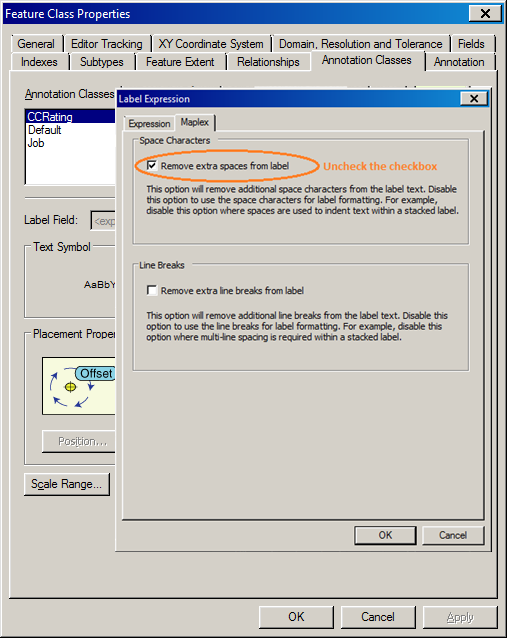 Feature Class Properties
General
Editor Tracking
XY Coordinate System
Domain, Resolution and Tolerance
Fields
Indexes
Subtypes
Feature Extent
Relationships
Annotation Classes
Annotation
Annotation Classes
CCRating
Default
Job
Label Field:
<exp
Text Symbol
AaBbY
Placement Prope
Offset
Position...
Scale Range...
Label Expression
Expression
Maplex
Space Characters
Remove extra spaces from label
Uncheck the checkbox
This option will remove additional space characters from the label text. Disable
this option to use the space characters for label formatting. For example,
disable this option where spaces are used to indent text within a stacked label.
Line Breaks
Remove extra line breaks from label
This option will remove additional line breaks from the label text. Disable this
option to use the line breaks for label formatting. For example, disable this
option where multi-line spacing is required within a stacked label.
OK
Cancel
OK
Cancel
Apply